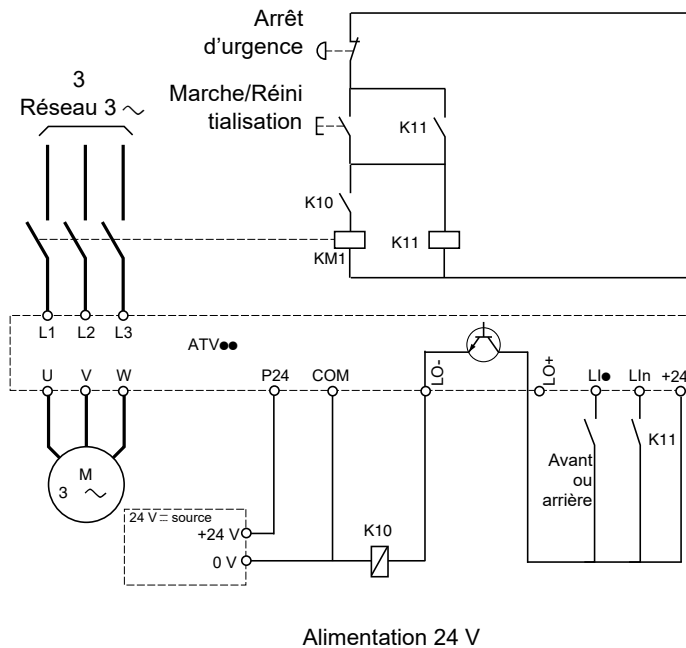 Arrêt
d’urgence
3
Réseau 3 ~
Marche/Réini
tialisation
K11
K10
KM1
K11
L1 L2 L3
ATV●●
U V W
P24 COM
LO-
LO+
LI● LIn +24
K11
Avant
ou
arrière
M
3 ~
24 V ⎓ source
+24 V
0 V
K10
Alimentation 24 V